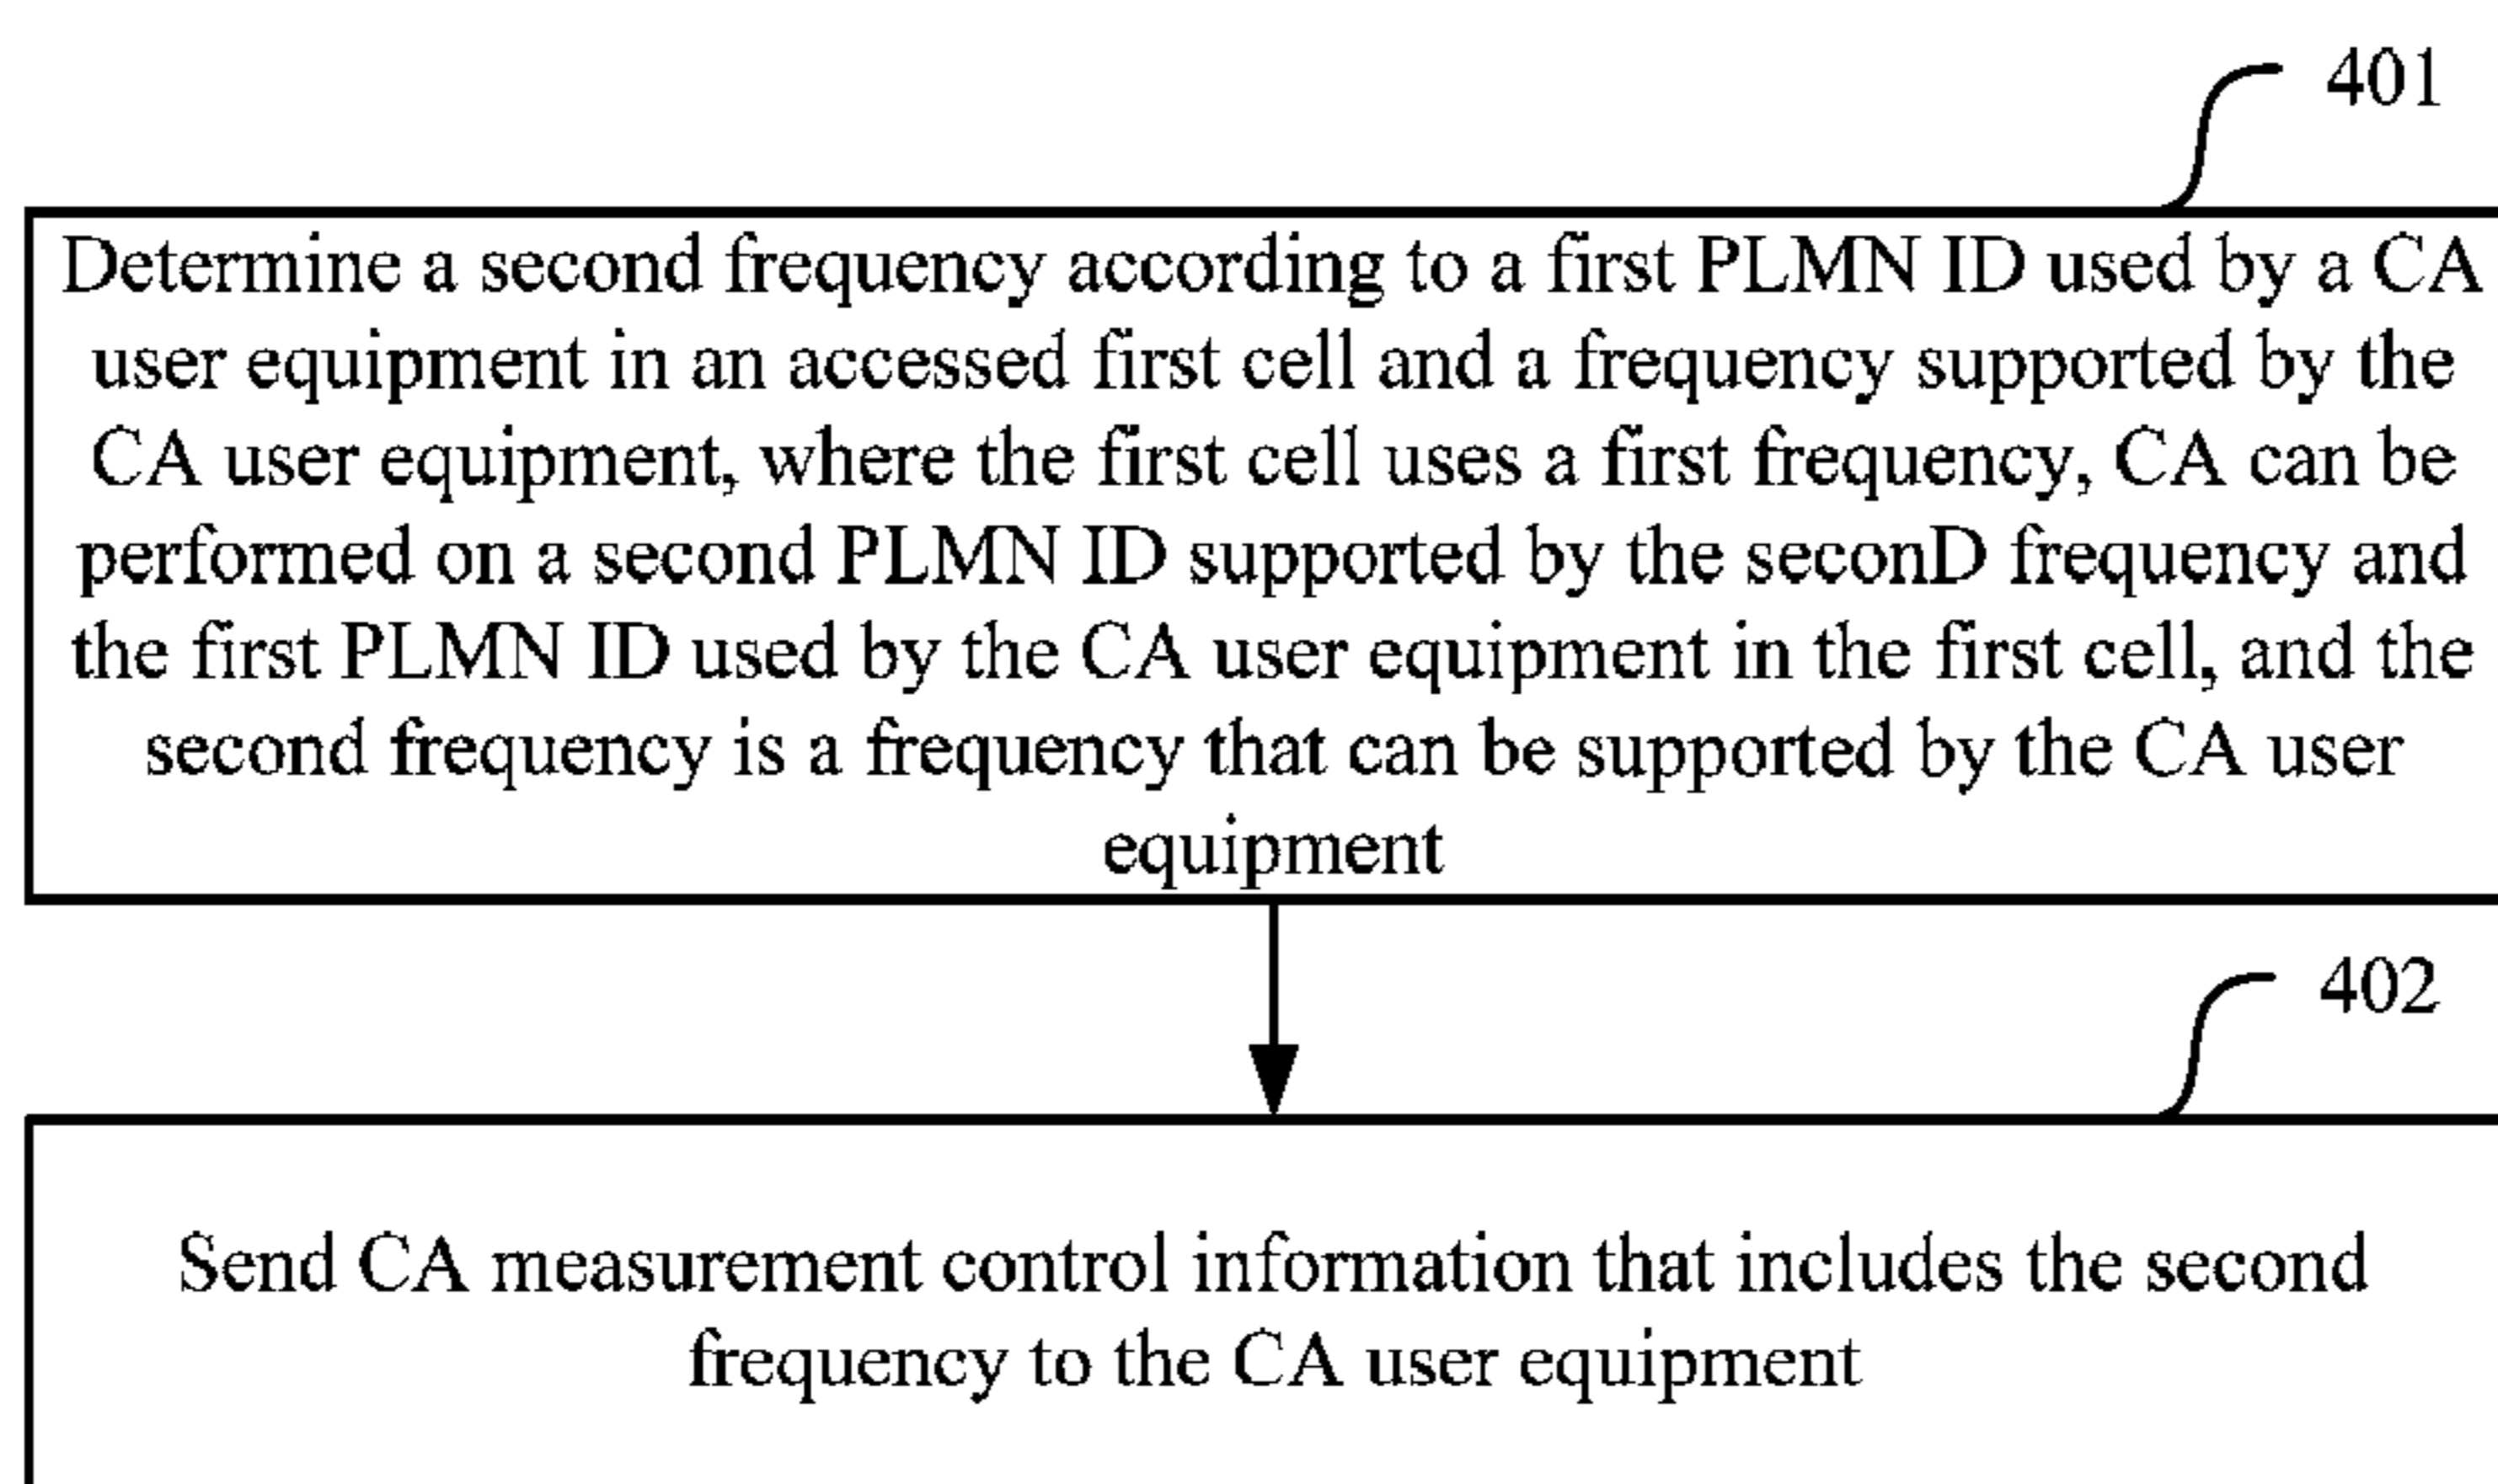 401
Determine a second frequency according to a first PLMN ID used by a CA
user equipment in an accessed first cell and a frequency supported by the
CA user equipment, where the first cell uses a first frequency, CA can be
performed on a second PLMN ID supported by the seconD frequency and
the first PLMN ID used by the CA user equipment in the first cell, and the
second frequency is a frequency that can be supported by the CA user
equipment
402
Send CA measurement control information that includes the second
frequency to the CA user equipment